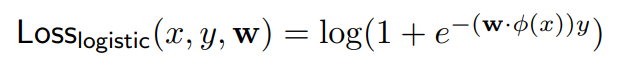 Loss_logistic(x, y, **w**) = log(1 + e^{−(**w**·ϕ(x))y})